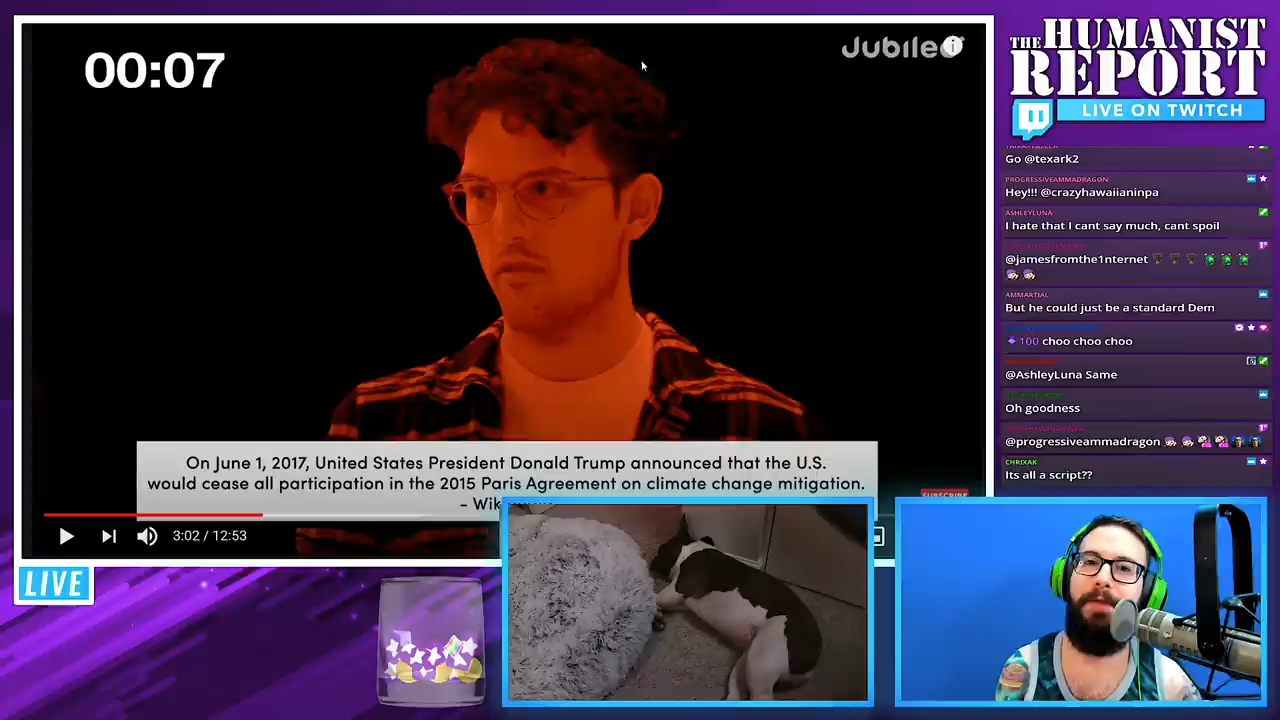 00:07
Jubilee
i
On June 1, 2017, United States President Donald Trump announced that the U.S.
would cease all participation in the 2015 Paris Agreement on climate change mitigation.
- Wik
SUBSCRIBE
3:02 / 12:53
LIVE
THE HUMANIST
REPORT
LIVE ON TWITCH
Go @texark2
PROGRESSIVEAMMADRAGON
Hey!!! @crazyhawaiianinpa
ASHLEYLUNA
I hate that I cant say much, cant spoil
@jamesfromthe1nternet
AMMARTIAL
But he could just be a standard Dem
100 choo choo choo
@AshleyLuna Same
Oh goodness
@progressiveammadragon
CHRIXAK
Its all a script??